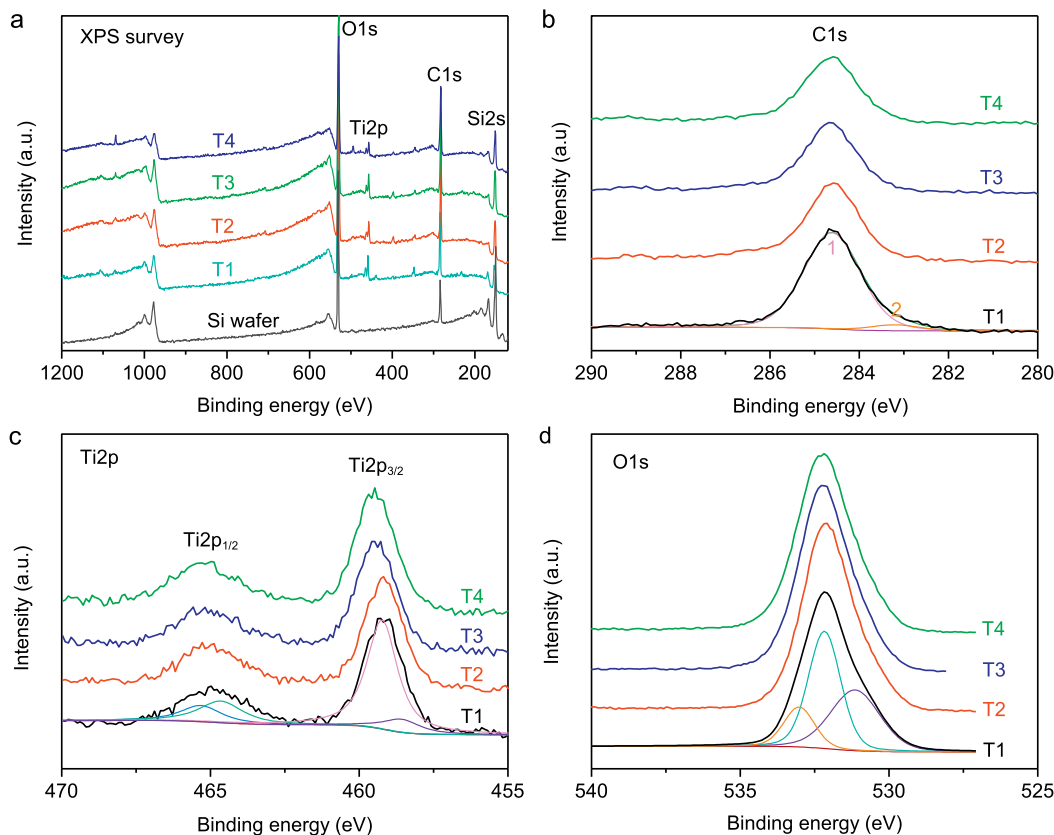 a
XPS survey
O1s
C1s
Ti2p
Si2s
T4
T3
T2
T1
Si wafer
Intensity (a.u)
1200 1000 800 600 400 200
Binding energy (eV)
b
C1s
T4
T3
T2
1
2
T1
Intensity (a.u)
290 288 286 284 282 280
Binding energy (eV)
c
Ti2p
Ti2p3/2
Ti2p1/2
T4
T3
T2
T1
Intensity (a.u.)
470 465 460 455
Binding energy (eV)
d
O1s
T4
T3
T2
T1
Intensity (a.u.)
540 535 530 525
Binding energy (eV)